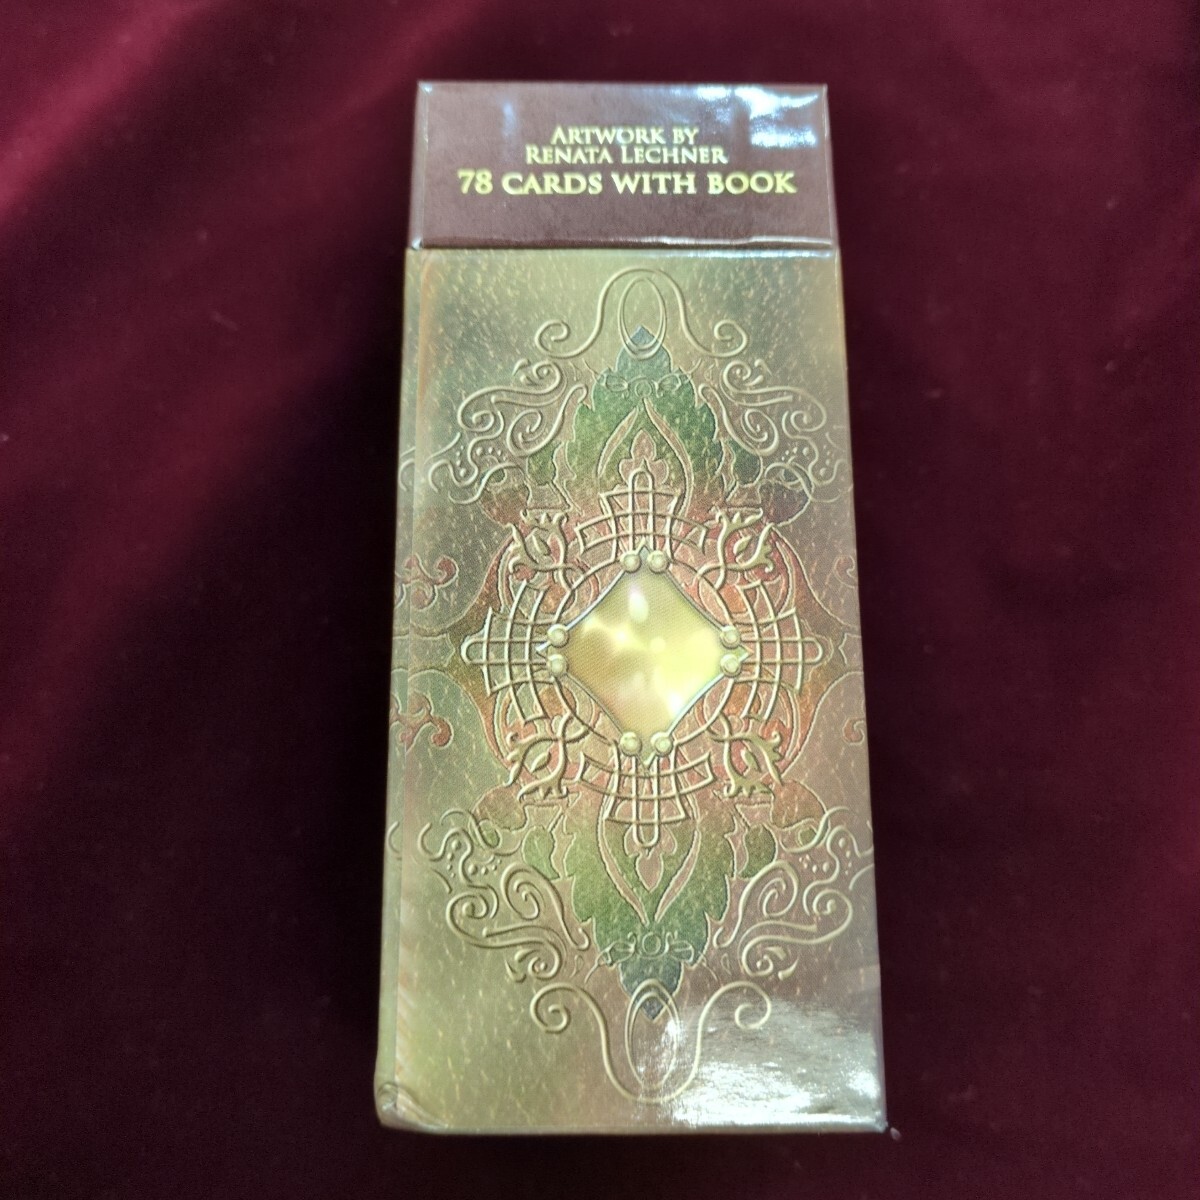 ARTWORK BY
RENATA LECHNER
78 CARDS WITH BOOK